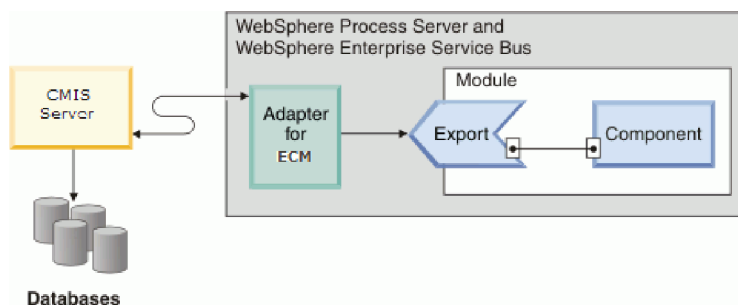 WebSphere Process Server and
WebSphere Enterprise Service Bus
CMIS
Server
Adapter
for
ECM
Module
Export
Component
Databases